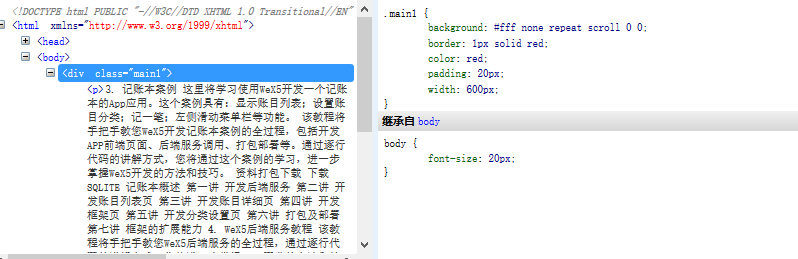 <!DOCTYPE html PUBLIC "-//W3C//DTD XHTML 1.0 Transitional//EN"
<html xmlns="http://www.w3.org/1999/xhtml">
<head>
<body>
<div class="main1">
<p>3. 记账本案例 这里将学习使用WeX5开发一个记账
本的App应用。这个案例具有：显示账目列表；设置账
目分类；记一笔；左侧滑动菜单栏等功能。 该教程将
手把手教您WeX5开发记账本案例的全过程，包括开发
APP前端页面、后端服务调用、打包部署等。通过逐行
代码的讲解方式，您将通过这个案例的学习，进一步
掌握WeX5开发的方法和技巧。 资料打包下载 下载
SQLITE 记账本概述 第一讲 开发后端服务 第二讲 开发
账目列表页 第三讲 开发账目详细页 第四讲 开发
框架页 第五讲 开发分类设置页 第六讲 打包及部署
第七讲 框架的扩展能力 4. WeX5后端服务教程 该教
程将手把手教您WeX5后端服务的全过程，通过逐行代
.main1 {
background: #fff none repeat scroll 0 0;
border: 1px solid red;
color: red;
padding: 20px;
width: 600px;
}
继承自 body
body {
font-size: 20px;
}